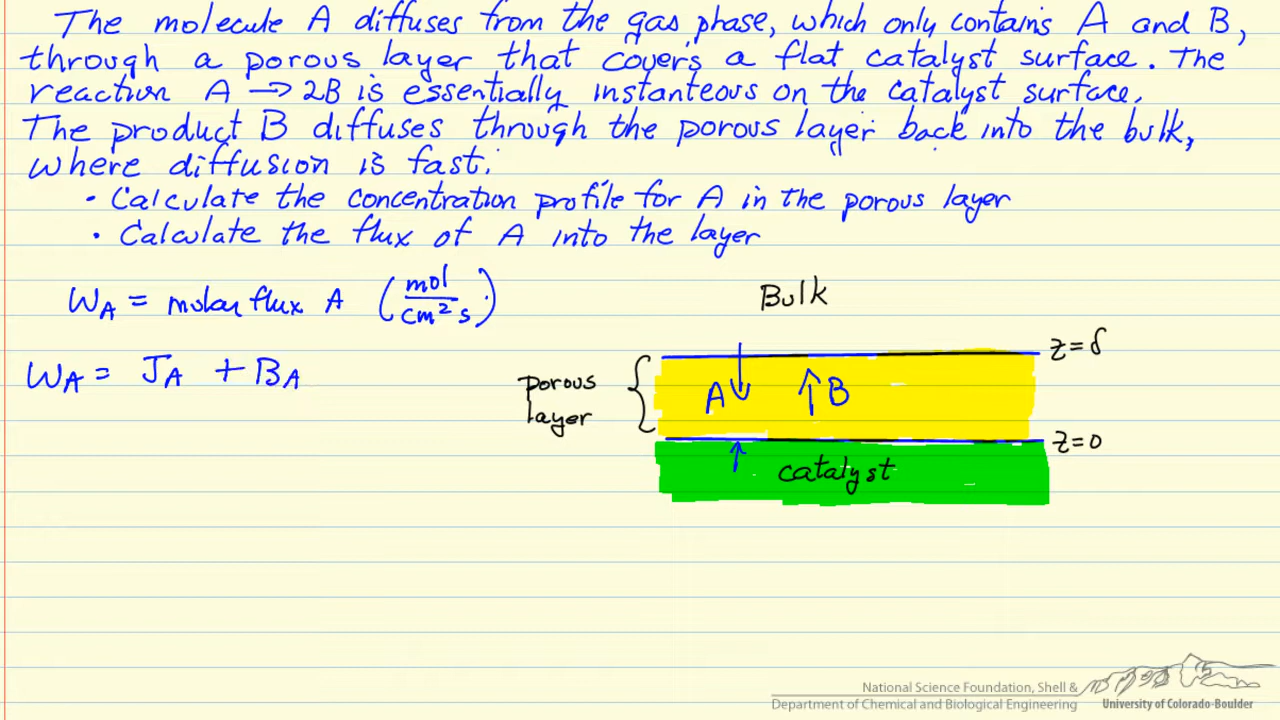 The molecule A diffuses from the gas phase, which only contains A and B,
through a porous layer that covers a flat catalyst surface. The
reaction A → 2B is essentially instanteous on the catalyst surface.
The product B diffuses through the porous layer back into the bulk,
where diffusion is fast.
• Calculate the concentration profile for A in the porous layer
• Calculate the flux of A into the layer
W_A = molar flux A (mol/cm² s)
Bulk
W_A = J_A + B_A
z=δ
porous
layer
A ↓ ↑ B
z=0
↑
catalyst
National Science Foundation, Shell &
Department of Chemical and Biological Engineering
University of Colorado-Boulder